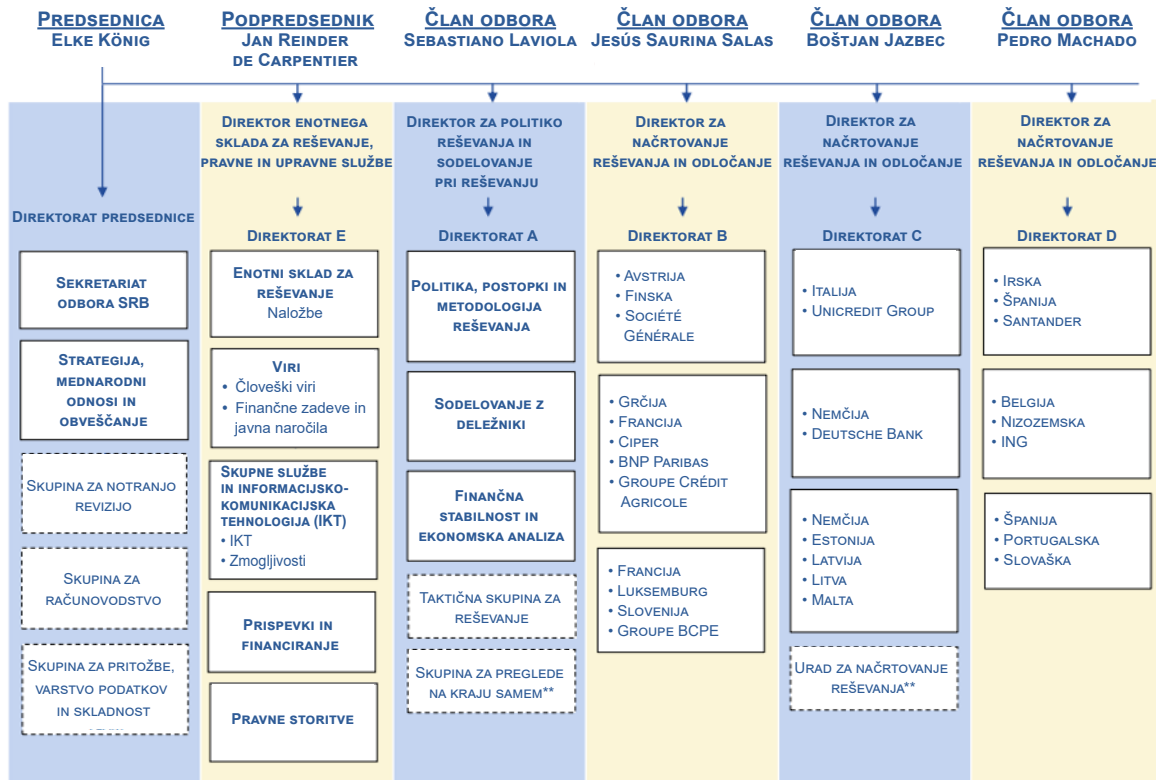 PREDSEDNICA
ELKE KÖNIG
PODPREDSEDNIK
JAN REINDER
DE CARPENTIER
ČLAN ODBORA
SEBASTIANO LAVIOLA
ČLAN ODBORA
JESÚS SAURINA SALAS
ČLAN ODBORA
BOŠTJAN JAZBEC
ČLAN ODBORA
PEDRO MACHADO
DIREKTORAT PREDSEDNICE
SEKRETARIAT
ODBORA SRB
STRATEGIJA,
MEDNARODNI
ODNOSI IN
OBVEŠČANJE
SKUPINA ZA NOTRANJO
REVIZIJO
SKUPINA ZA
RAČUNOVODSTVO
SKUPINA ZA PRITOŽBE,
VARSTVO PODATKOV
IN SKLADNOST
DIREKTOR ENOTNEGA
SKLADA ZA REŠEVANJE,
PRAVNE IN UPRAVNE SLUŽBE
DIREKTORAT E
ENOTNI SKLAD ZA
REŠEVANJE
Naložbe
VIRI
• Človeški viri
• Finančne zadeve in
javna naročila
SKUPNE SLUŽBE
IN INFORMACIJSKO-
KOMUNIKACIJSKA
TEHNOLOGIJA (IKT)
• IKT
• Zmogljivosti
PRISPEVKI IN
FINANCIRANJE
PRAVNE STORITVE
DIREKTOR ZA POLITIKO
REŠEVANJA IN
SODELOVANJE
PRI REŠEVANJU
DIREKTORAT A
POLITIKA, POSTOPKI IN
METODOLOGIJA
REŠEVANJA
SODELOVANJE Z
DELEŽNIKI
FINANČNA
STABILNOST IN
EKONOMSKA ANALIZA
TAKTIČNA SKUPINA ZA
REŠEVANJE
SKUPINA ZA PREGLEDE
NA KRAJU SAMEM**
DIREKTOR ZA
NAČRTOVANJE
REŠEVANJA IN ODLOČANJE
DIREKTORAT B
• AVSTRIJA
• FINSKA
• SOCIÉTÉ
GÉNÉRALE
• GRČIJA
• FRANCIJA
• CIPER
• BNP PARIBAS
• GROUPE CRÉDIT
AGRICOLE
• FRANCIJA
• LUKSEMBURG
• SLOVENIJA
• GROUPE BCPE
DIREKTOR ZA
NAČRTOVANJE
REŠEVANJA IN ODLOČANJE
DIREKTORAT C
• ITALIJA
• UNICREDIT GROUP
• NEMČIJA
• DEUTSCHE BANK
• NEMČIJA
• ESTONIJA
• LATVIJA
• LITVA
• MALTA
URAD ZA NAČRTOVANJE
REŠEVANJA**
DIREKTOR ZA
NAČRTOVANJE
REŠEVANJA IN ODLOČANJE
DIREKTORAT D
• IRSKA
• ŠPANIJA
• SANTANDER
• BELGIJA
• NIZOZEMSKA
• ING
• ŠPANIJA
• PORTUGALSKA
• SLOVAŠKA